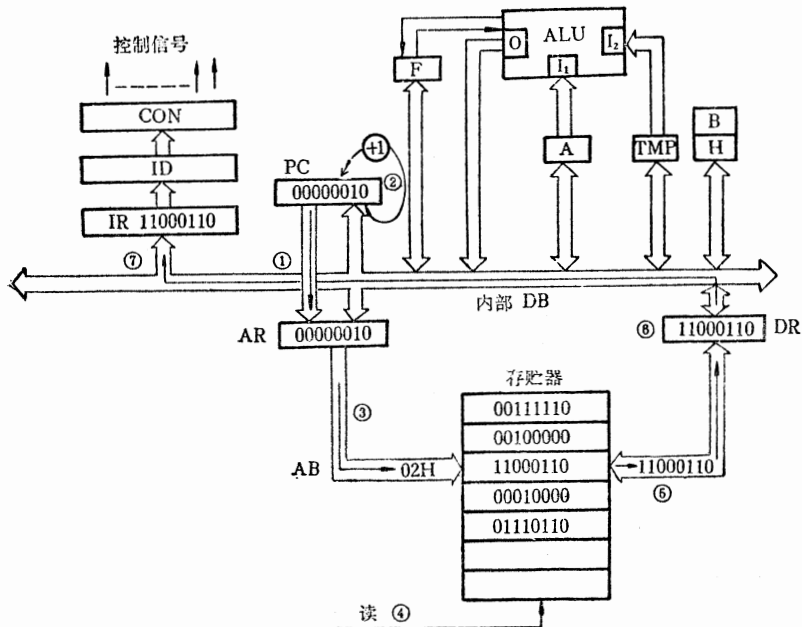 控制信号
CON
ID
IR 11000110
⑦
PC
+1
00000010
②
①
F
O
ALU
I₁
I₂
A
TMP
B
H
内部 DB
AR
00000010
⑥
11000110
DR
③
AB
02H
存贮器
00111110
00100000
11000110
00010000
01110110
11000110
⑤
读 ④